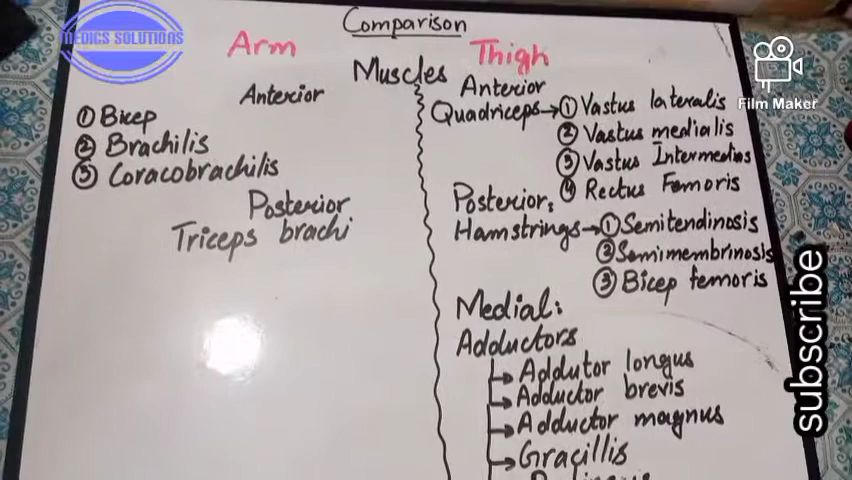 MEDICS SOLUTIONS
Comparison
Arm
Thigh
Muscles
Anterior
① Bicep
② Brachilis
③ Coracobrachilis
Posterior
Triceps brachi
Anterior
Quadriceps → ① Vastus lateralis
② Vastus medialis
③ Vastus Intermedios
④ Rectus Femoris
Posterior:
Hamstrings → ① Semitendinosis
② Semimembrinosis
③ Bicep femoris
Medial:
Adductors
Addutor longus
Adductor brevis
Adductor magnus
Gracillis
Film Maker
subscribe